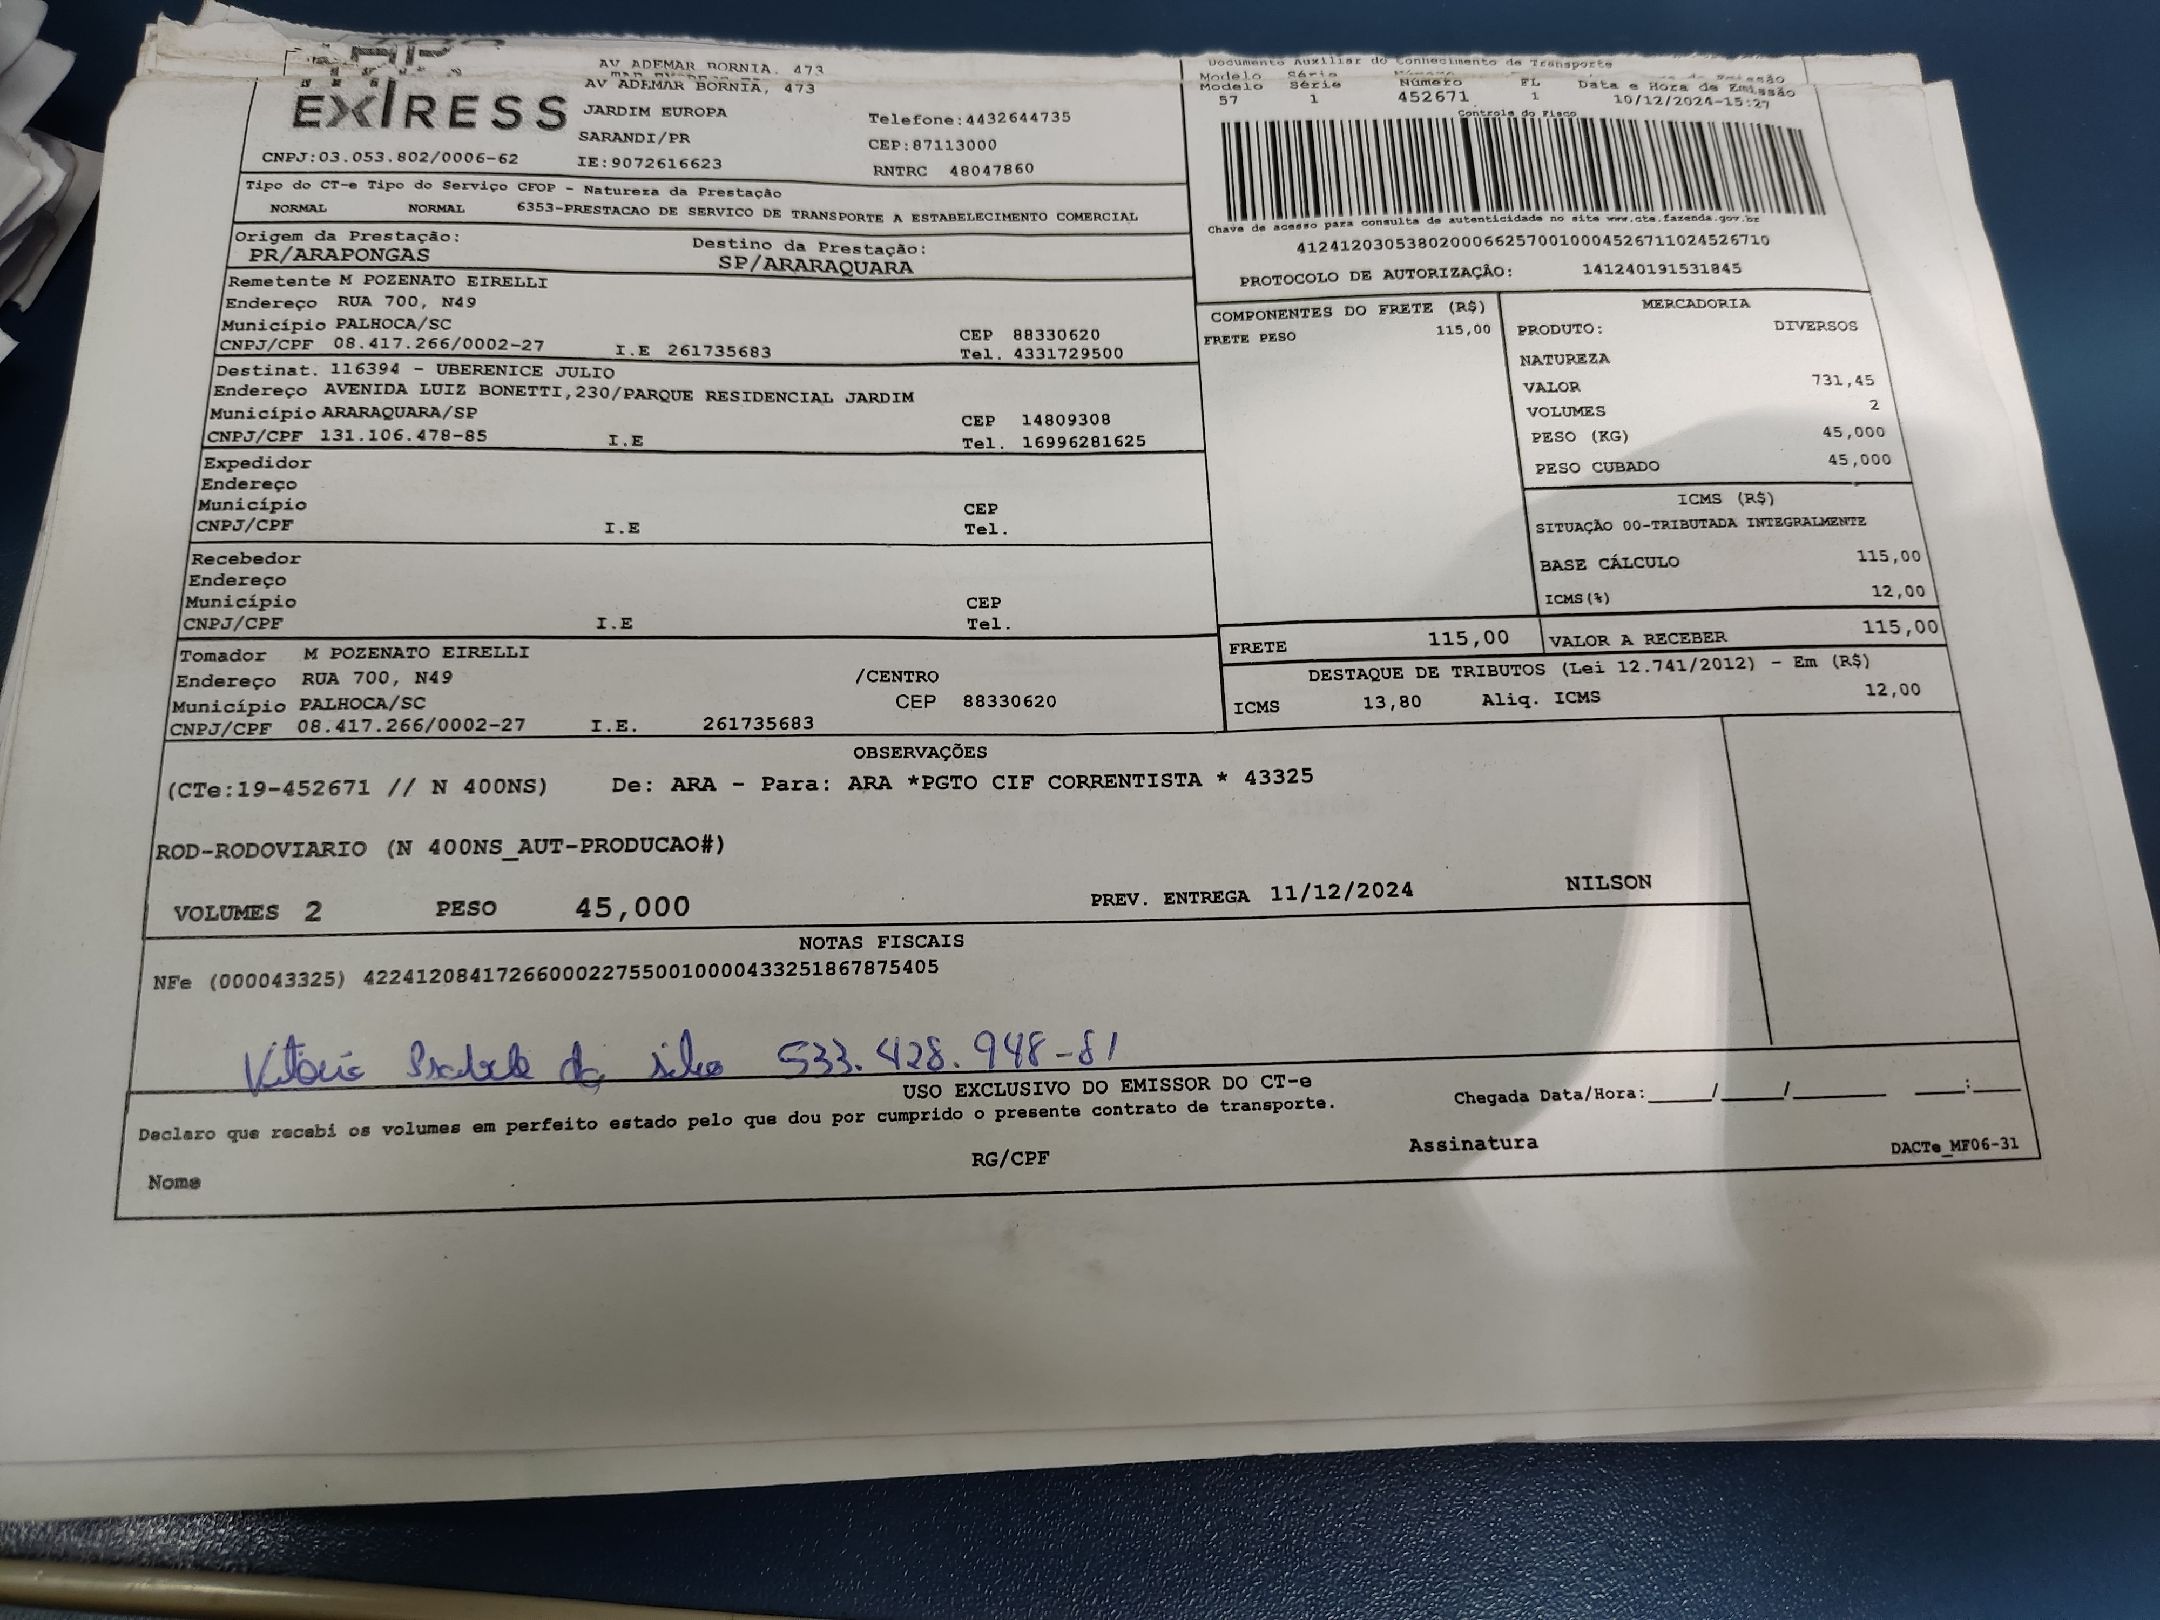 AV ADEMAR BORNIA, 473
Documento Auxiliar do Conhecimento de Transporte
EXPRESS
AV ADEMAR BORNIA, 473
JARDIM EUROPA
SARANDI/PR
Telefone:4432644735
CEP:87113000
CNPJ:03.053.802/0006-62
IE:9072616623
RNTRC 48047860
Modelo Série Número FL Data e Hora de Emissão
57 1 452671 1 10/12/2024-15:27
Controle do Fisco
Chave de acesso para consulta de autenticidade no site www.cte.fazenda.gov.br
41241203053802000662570010004526711024526710
PROTOCOLO DE AUTORIZAÇÃO: 141240191531845
Tipo do CT-e Tipo do Serviço CFOP - Natureza da Prestação
NORMAL NORMAL 6353-PRESTACAO DE SERVICO DE TRANSPORTE A ESTABELECIMENTO COMERCIAL
Origem da Prestação: Destino da Prestação:
PR/ARAPONGAS SP/ARARAQUARA
Remetente M POZENATO EIRELLI
Endereço RUA 700, N49
Município PALHOCA/SC CEP 88330620
CNPJ/CPF 08.417.266/0002-27 I.E 261735683 Tel. 4331729500
Destinat. 116394 - UBERENICE JULIO
Endereço AVENIDA LUIZ BONETTI,230/PARQUE RESIDENCIAL JARDIM
Município ARARAQUARA/SP CEP 14809308
CNPJ/CPF 131.106.478-85 I.E Tel. 16996281625
Expedidor
Endereço
Município CEP
CNPJ/CPF I.E Tel.
Recebedor
Endereço
Município CEP
CNPJ/CPF I.E Tel.
Tomador M POZENATO EIRELLI
Endereço RUA 700, N49 /CENTRO
Município PALHOCA/SC CEP 88330620
CNPJ/CPF 08.417.266/0002-27 I.E. 261735683
COMPONENTES DO FRETE (R$)
FRETE PESO 115,00
MERCADORIA
PRODUTO: DIVERSOS
NATUREZA
VALOR 731,45
VOLUMES 2
PESO (KG) 45,000
PESO CUBADO 45,000
ICMS (R$)
SITUAÇÃO 00-TRIBUTADA INTEGRALMENTE
BASE CÁLCULO 115,00
ICMS(%) 12,00
FRETE 115,00 VALOR A RECEBER 115,00
DESTAQUE DE TRIBUTOS (Lei 12.741/2012) - Em (R$)
ICMS 13,80 Aliq. ICMS 12,00
OBSERVAÇÕES
(CTe:19-452671 // N 400NS) De: ARA - Para: ARA *PGTO CIF CORRENTISTA * 43325
ROD-RODOVIARIO (N 400NS_AUT-PRODUCAO#)
VOLUMES 2 PESO 45,000 PREV. ENTREGA 11/12/2024 NILSON
NOTAS FISCAIS
NFe (000043325) 42241208417266000227550010000433251867875405
Vitória Isabele da silva 533.428.948-81
USO EXCLUSIVO DO EMISSOR DO CT-e
Declaro que recebi os volumes em perfeito estado pelo que dou por cumprido o presente contrato de transporte.
Chegada Data/Hora:_____/_____/________ ____:____
Nome RG/CPF Assinatura DACTe_MF06-31